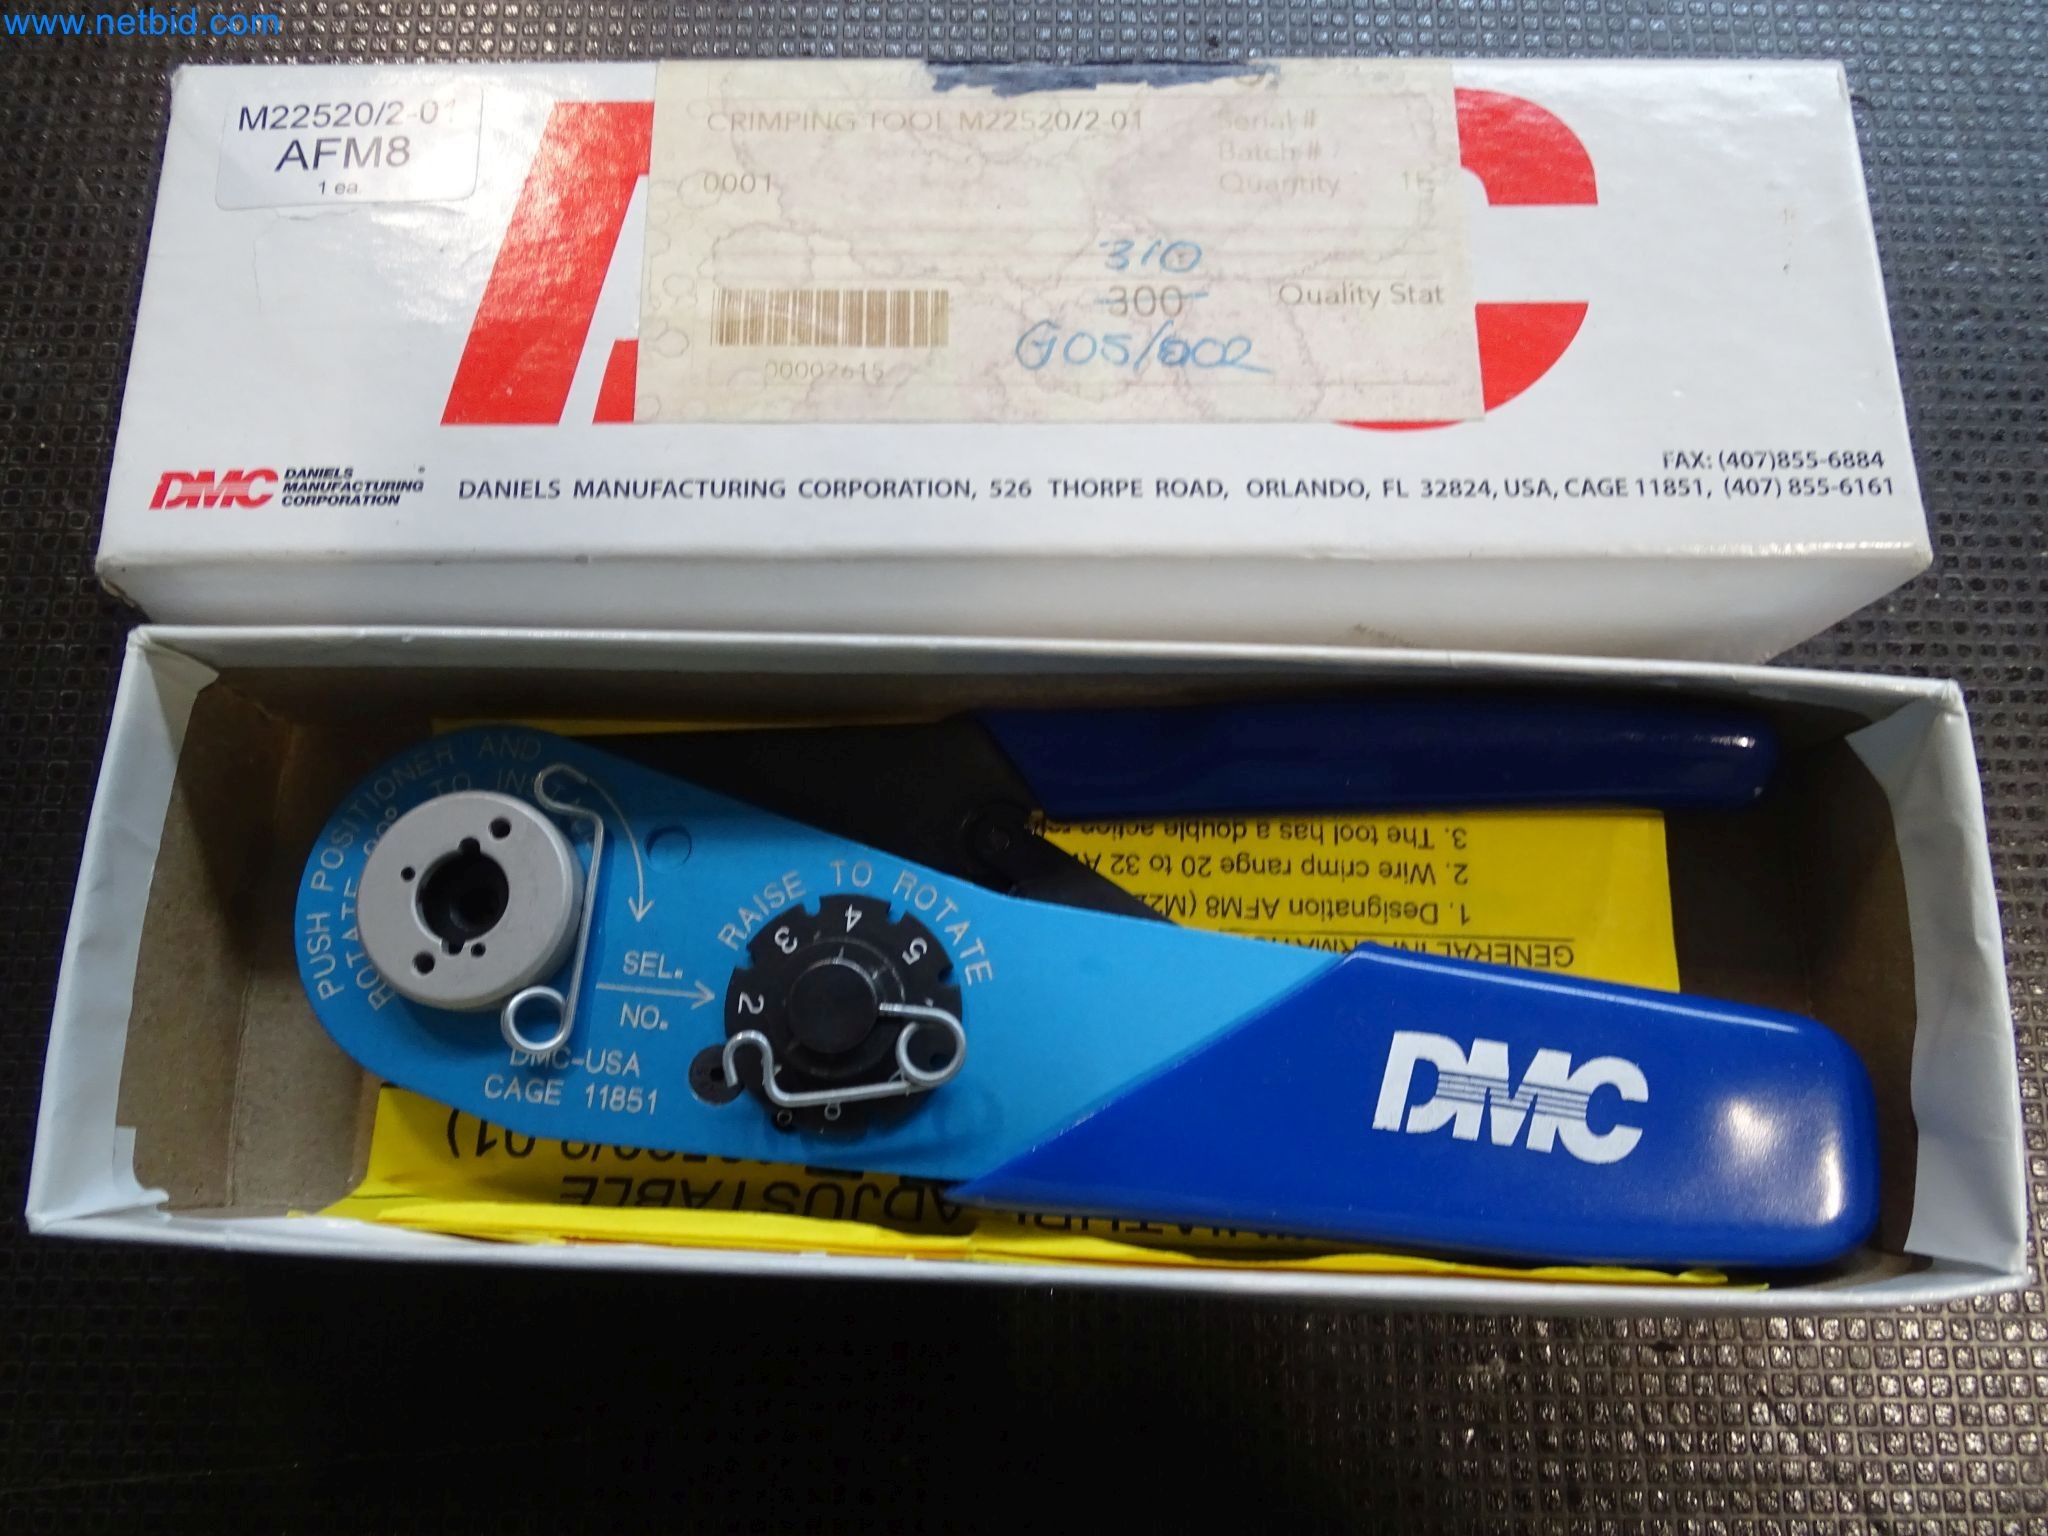 www.netbid.com
M22520/2-01
AFM8
1 ea.
CRIMPING TOOL M22520/2-01
Serial #
Batch #
0001
Quantity
310
300
Quality Stat
00002615
DMC DANIELS
MANUFACTURING
CORPORATION
FAX: (407)855-6884
DANIELS MANUFACTURING CORPORATION, 526 THORPE ROAD, ORLANDO, FL 32824, USA, CAGE 11851, (407) 855-6161
PUSH POSITIONER AND
ROTATE 90° TO
SEL.
NO.
RAISE TO ROTATE
2 3 4 5
DMC-USA
CAGE 11851
DMC
GENERAL
1. Designation AFM8
2. Wire crimp range 20 to 32
3. The tool has a double action
ADJUSTABLE